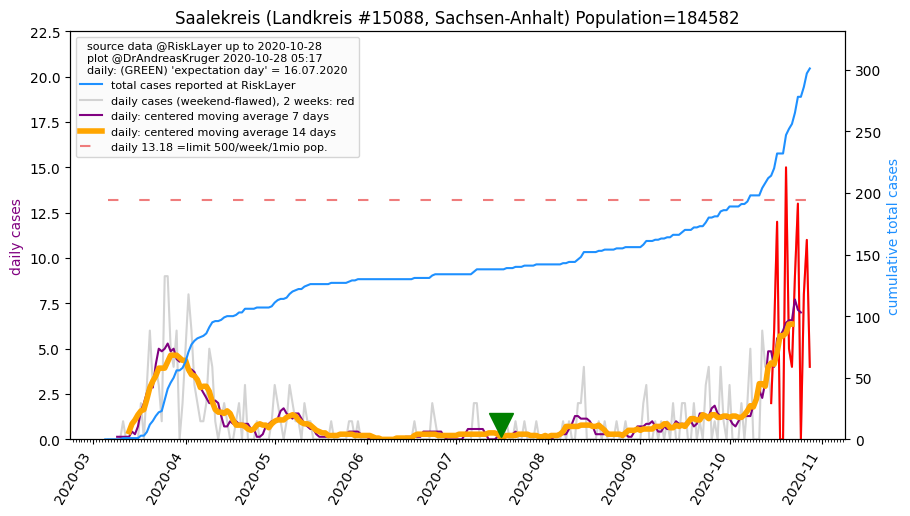 Saalekreis (Landkreis #15088, Sachsen-Anhalt) Population=184582
source data @RiskLayer up to 2020-10-28
plot @DrAndreasKruger 2020-10-28 05:17
daily: (GREEN) 'expectation day' = 16.07.2020
total cases reported at RiskLayer
daily cases (weekend-flawed), 2 weeks: red
daily: centered moving average 7 days
daily: centered moving average 14 days
daily 13.18 =limit 500/week/1mio pop.
daily cases
22.5
20.0
17.5
15.0
12.5
10.0
7.5
5.0
2.5
0.0
300
250
200
150
100
50
0
cumulative total cases
2020-03
2020-04
2020-05
2020-06
2020-07
2020-08
2020-09
2020-10
2020-11